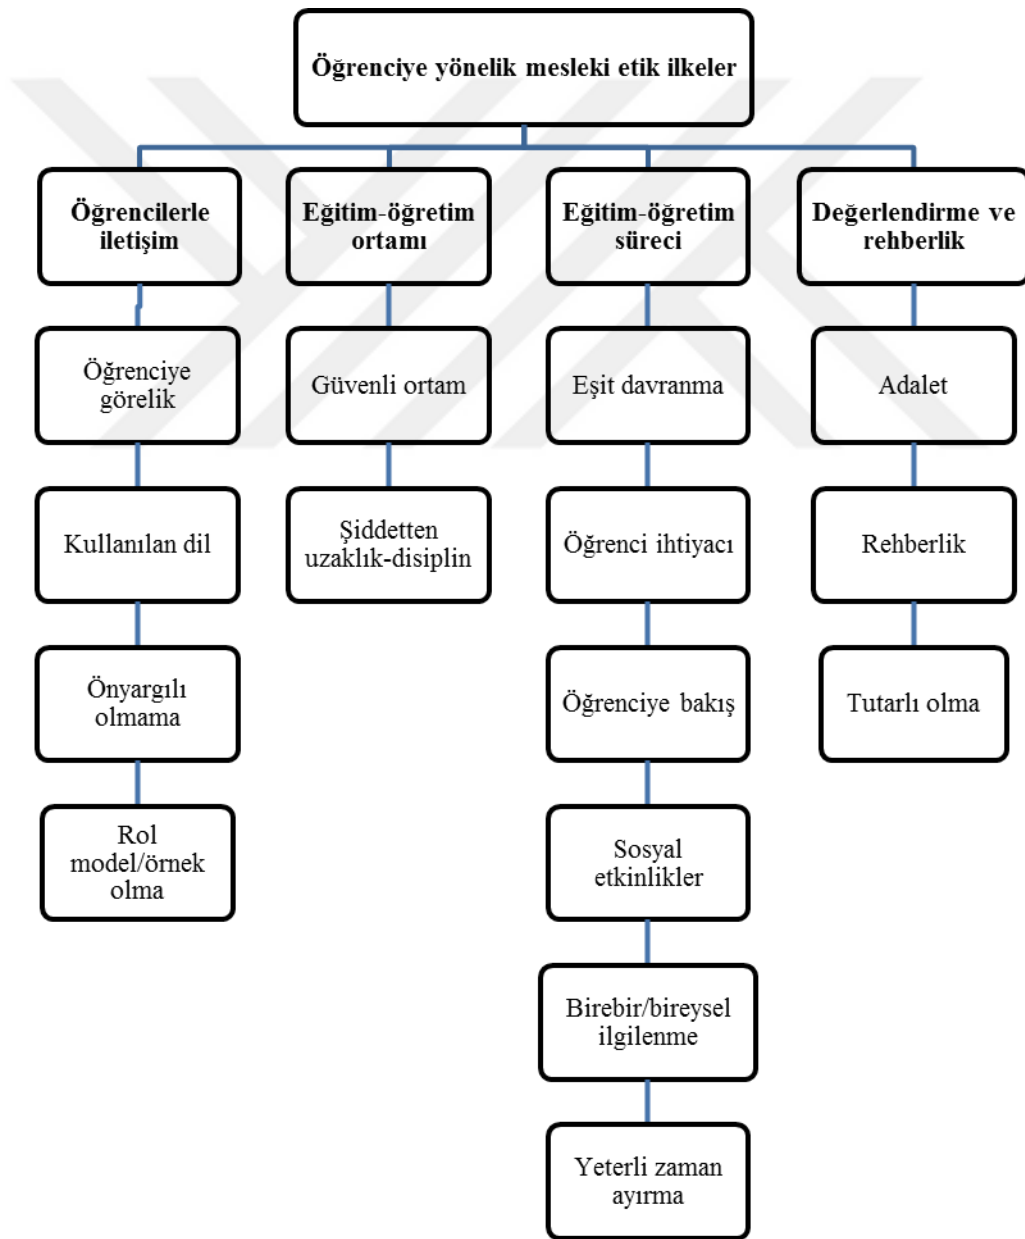 Öğrenciye yönelik mesleki etik ilkeler
Öğrencilerle
iletişim
Eğitim-öğretim
ortamı
Eğitim-öğretim
süreci
Değerlendirme ve
rehberlik
Öğrenciye
görelik
Güvenli ortam
Eşit davranma
Adalet
Kullanılan dil
Şiddetten
uzaklık-disiplin
Öğrenci ihtiyacı
Rehberlik
Önyargılı
olmama
Öğrenciye bakış
Tutarlı olma
Rol
model/örnek
olma
Sosyal
etkinlikler
Birebir/bireysel
ilgilenme
Yeterli zaman
ayırma